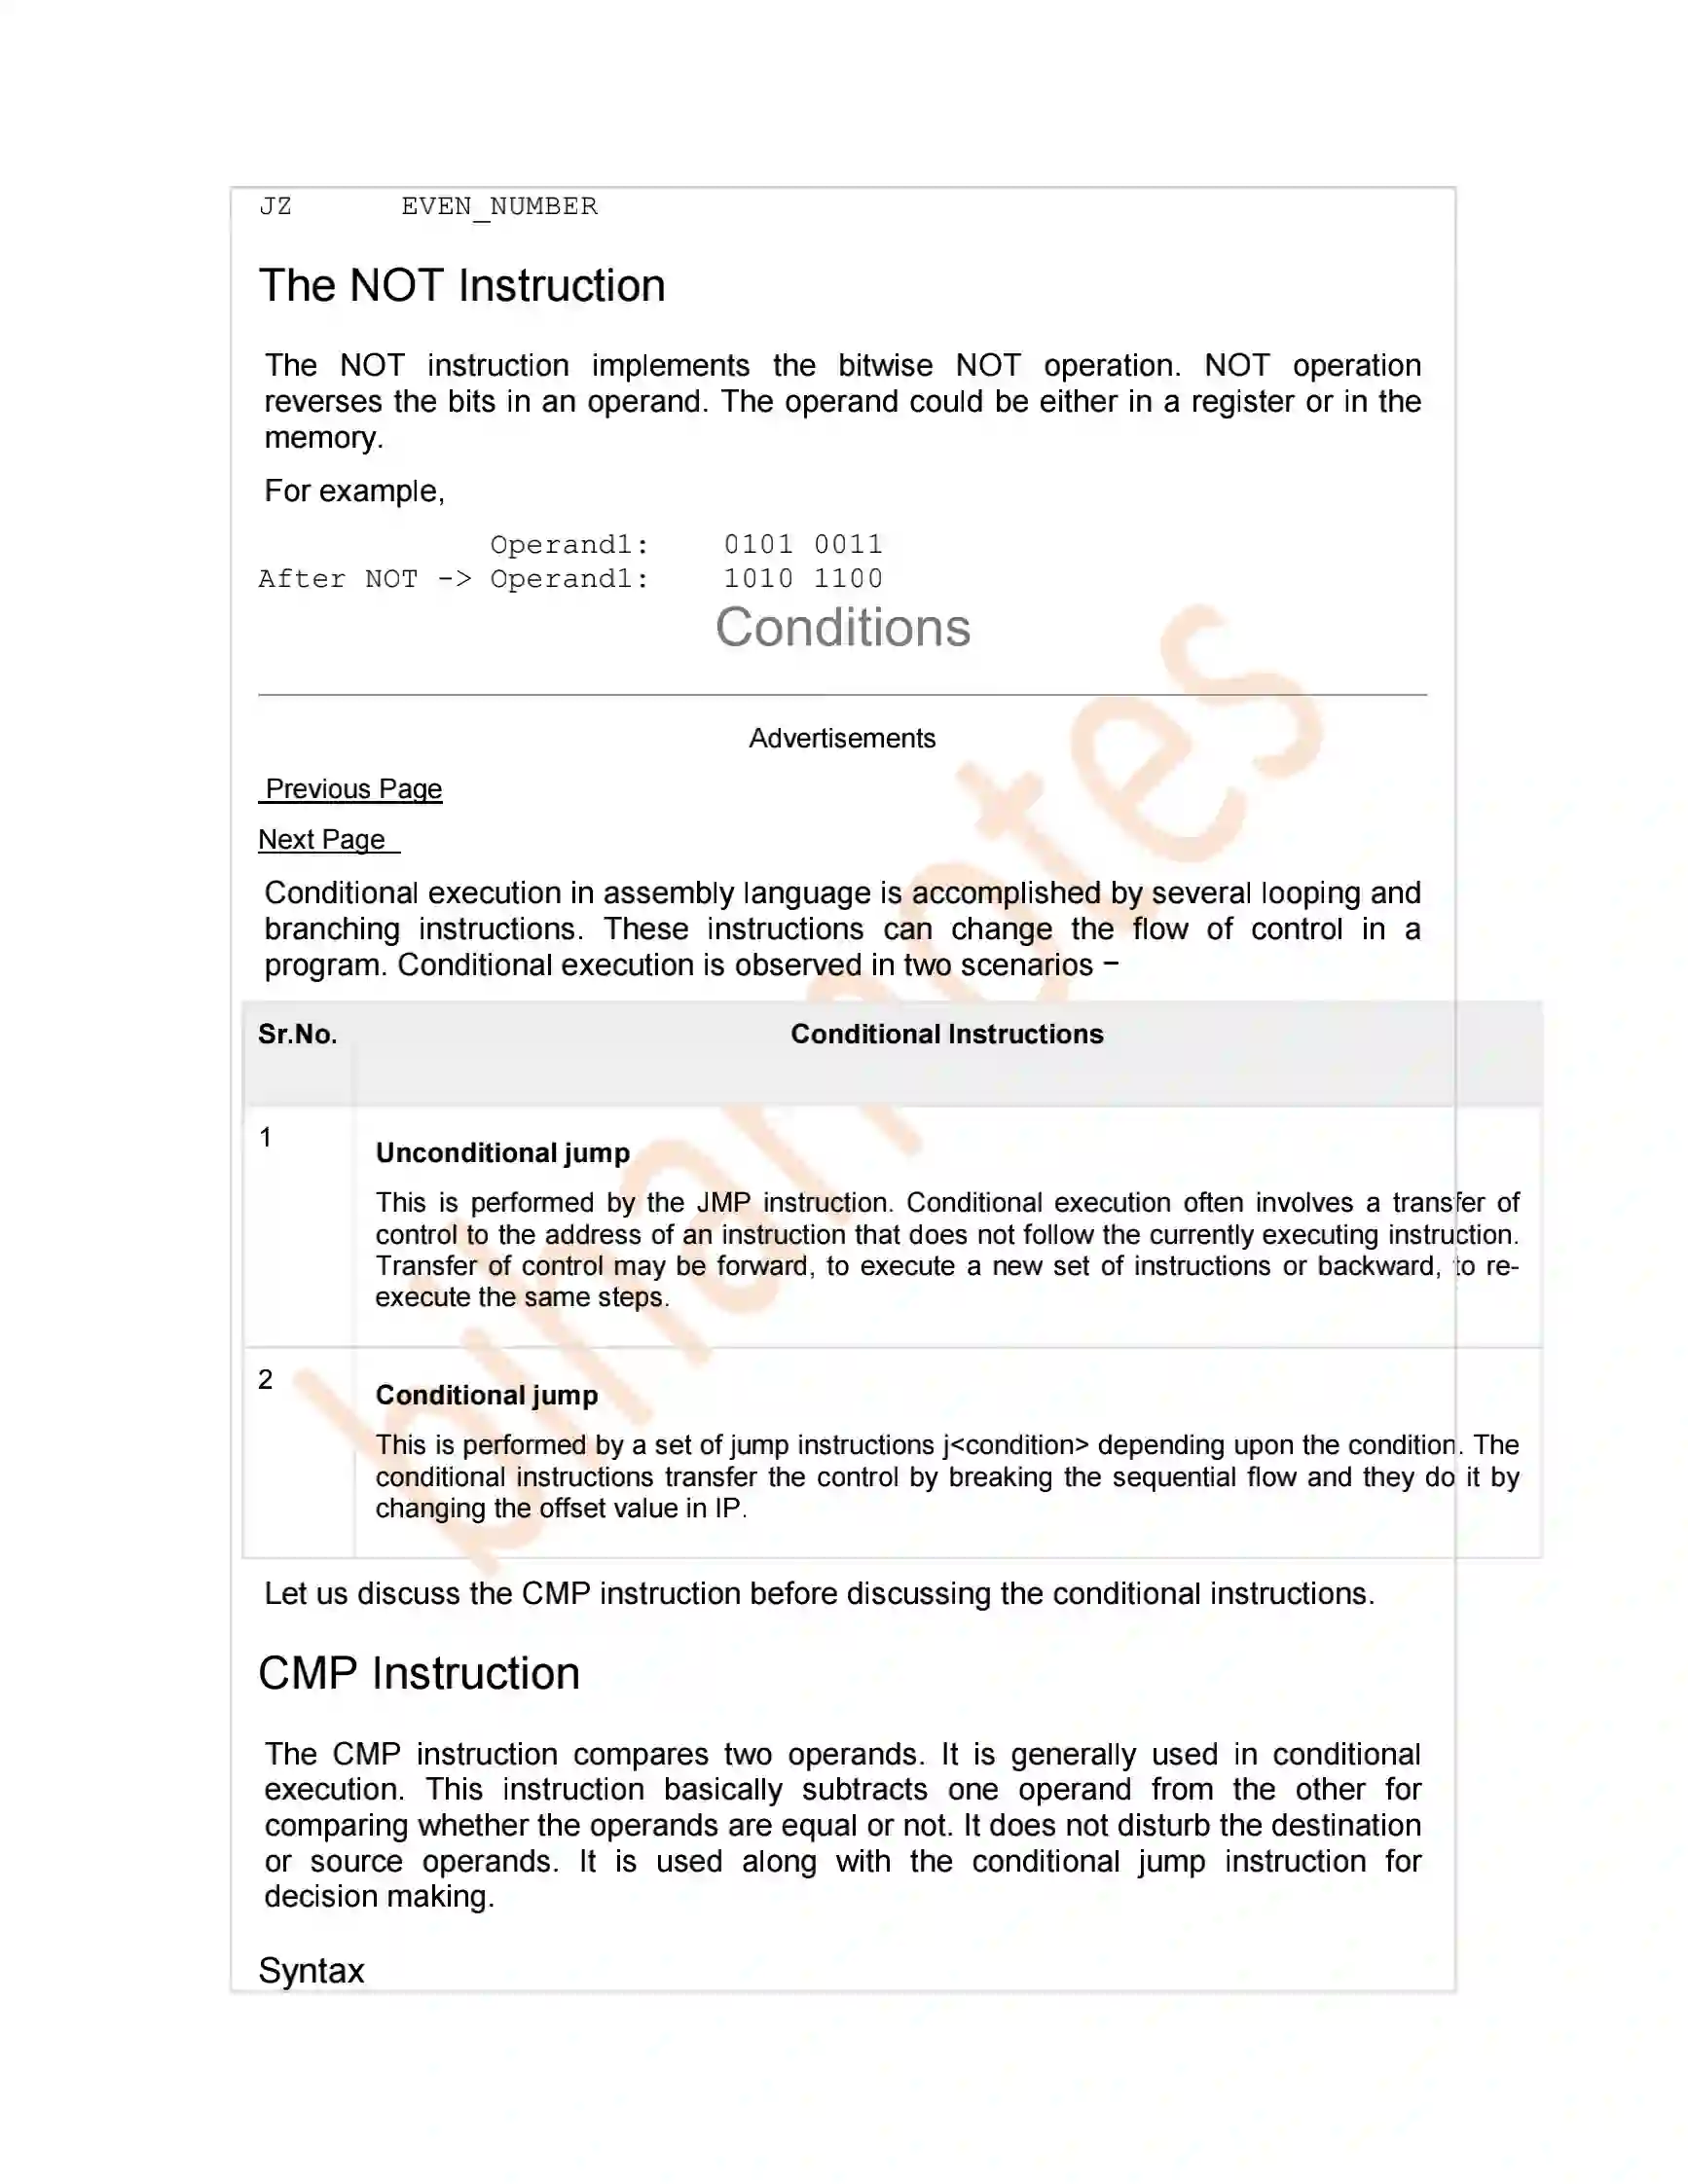 JZ EVEN_NUMBER
The NOT Instruction
The NOT instruction implements the bitwise NOT operation. NOT operation
reverses the bits in an operand. The operand could be either in a register or in the
memory.
For example,
Operand1: 0101 0011
After NOT -> Operand1: 1010 1100
Conditions
Advertisements
Previous Page
Next Page
Conditional execution in assembly language is accomplished by several looping and
branching instructions. These instructions can change the flow of control in a
program. Conditional execution is observed in two scenarios −
Sr.No. Conditional Instructions
1
Unconditional jump
This is performed by the JMP instruction. Conditional execution often involves a transfer of
control to the address of an instruction that does not follow the currently executing instruction.
Transfer of control may be forward, to execute a new set of instructions or backward, to re-
execute the same steps.
2
Conditional jump
This is performed by a set of jump instructions j<condition> depending upon the condition. The
conditional instructions transfer the control by breaking the sequential flow and they do it by
changing the offset value in IP.
Let us discuss the CMP instruction before discussing the conditional instructions.
CMP Instruction
The CMP instruction compares two operands. It is generally used in conditional
execution. This instruction basically subtracts one operand from the other for
comparing whether the operands are equal or not. It does not disturb the destination
or source operands. It is used along with the conditional jump instruction for
decision making.
Syntax